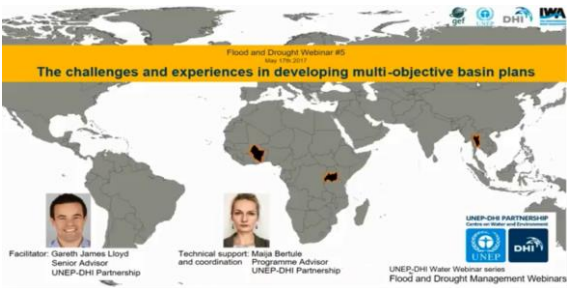 gef
UNEP
DHI
IWA
Flood and Drought Webinar #5
May 17th 2017
The challenges and experiences in developing multi-objective basin plans
Facilitator: Gareth James Lloyd
Senior Advisor
UNEP-DHI Partnership
Technical support: Maija Bertule
and coordination Programme Advisor
UNEP-DHI Partnership
UNEP-DHI PARTNERSHIP
Centre on Water and Environment
UNEP
DHI
UNEP-DHI Water Webinar series
Flood and Drought Management Webinars